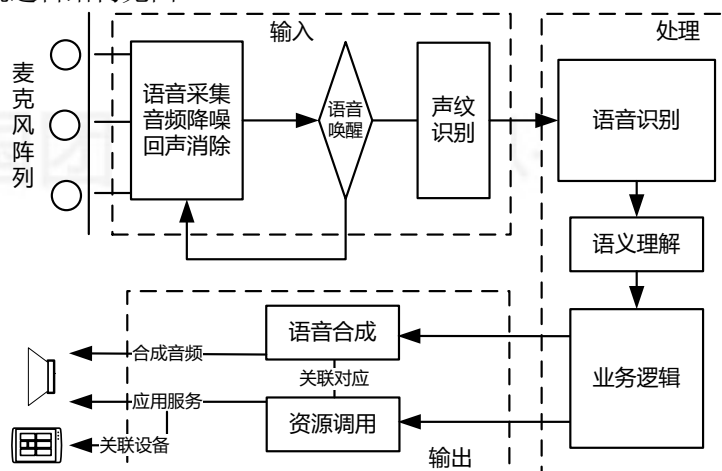 输入
处理
麦
克
风
阵
列
语音采集
音频降噪
回声消除
语音
唤醒
声纹
识别
语音识别
语义理解
业务逻辑
语音合成
关联对应
资源调用
合成音频
应用服务
关联设备
输出